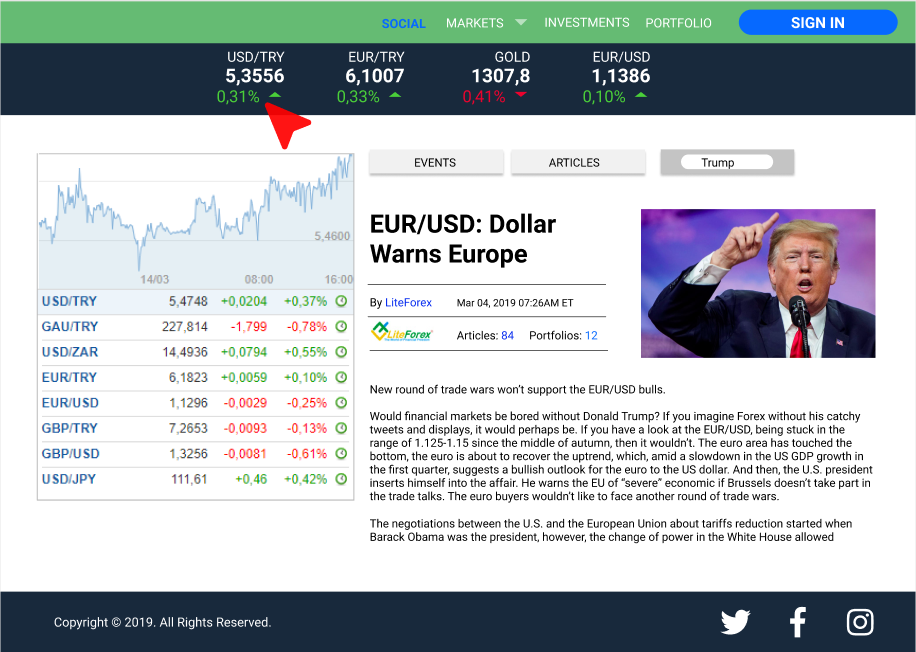 SOCIAL MARKETS INVESTMENTS PORTFOLIO SIGN IN
USD/TRY EUR/TRY GOLD EUR/USD
5,3556 6,1007 1307,8 1,1386
0,31% 0,33% 0,41% 0,10%
5,4600
14/03 08:00 16:00
USD/TRY 5,4748 +0,0204 +0,37%
GAU/TRY 227,814 -1,799 -0,78%
USD/ZAR 14,4936 +0,0794 +0,55%
EUR/TRY 6,1823 +0,0059 +0,10%
EUR/USD 1,1296 -0,0029 -0,25%
GBP/TRY 7,2653 -0,0093 -0,13%
GBP/USD 1,3256 -0,0081 -0,61%
USD/JPY 111,61 +0,46 +0,42%
EVENTS ARTICLES Trump
EUR/USD: Dollar
Warns Europe
By LiteForex Mar 04, 2019 07:26AM ET
LiteForex Articles: 84 Portfolios: 12
New round of trade wars won’t support the EUR/USD bulls.
Would financial markets be bored without Donald Trump? If you imagine Forex without his catchy
tweets and displays, it would perhaps be. If you have a look at the EUR/USD, being stuck in the
range of 1.125-1.15 since the middle of autumn, then it wouldn’t. The euro area has touched the
bottom, the euro is about to recover the uptrend, which, amid a slowdown in the US GDP growth in
the first quarter, suggests a bullish outlook for the euro to the US dollar. And then, the U.S. president
inserts himself into the affair. He warns the EU of “severe” economic if Brussels doesn’t take part in
the trade talks. The euro buyers wouldn’t like to face another round of trade wars.
The negotiations between the U.S. and the European Union about tariffs reduction started when
Barack Obama was the president, however, the change of power in the White House allowed
Copyright © 2019. All Rights Reserved.